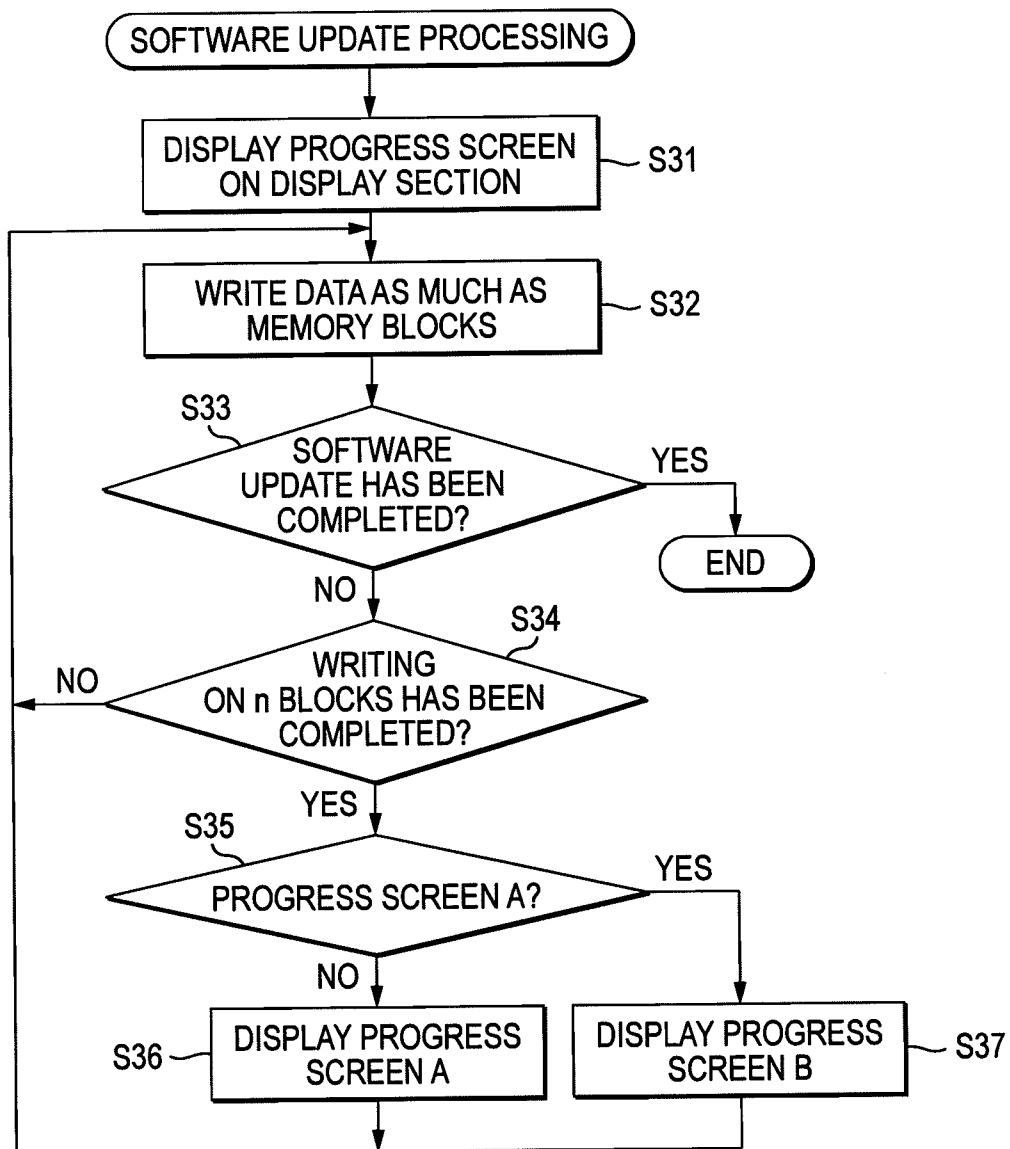 SOFTWARE UPDATE PROCESSING
DISPLAY PROGRESS SCREEN
ON DISPLAY SECTION
S31
WRITE DATA AS MUCH AS
MEMORY BLOCKS
S32
S33
SOFTWARE
UPDATE HAS BEEN
COMPLETED?
YES
END
NO
S34
WRITING
ON n BLOCKS HAS BEEN
COMPLETED?
NO
YES
S35
PROGRESS SCREEN A?
YES
NO
S36
DISPLAY PROGRESS
SCREEN A
DISPLAY PROGRESS
SCREEN B
S37